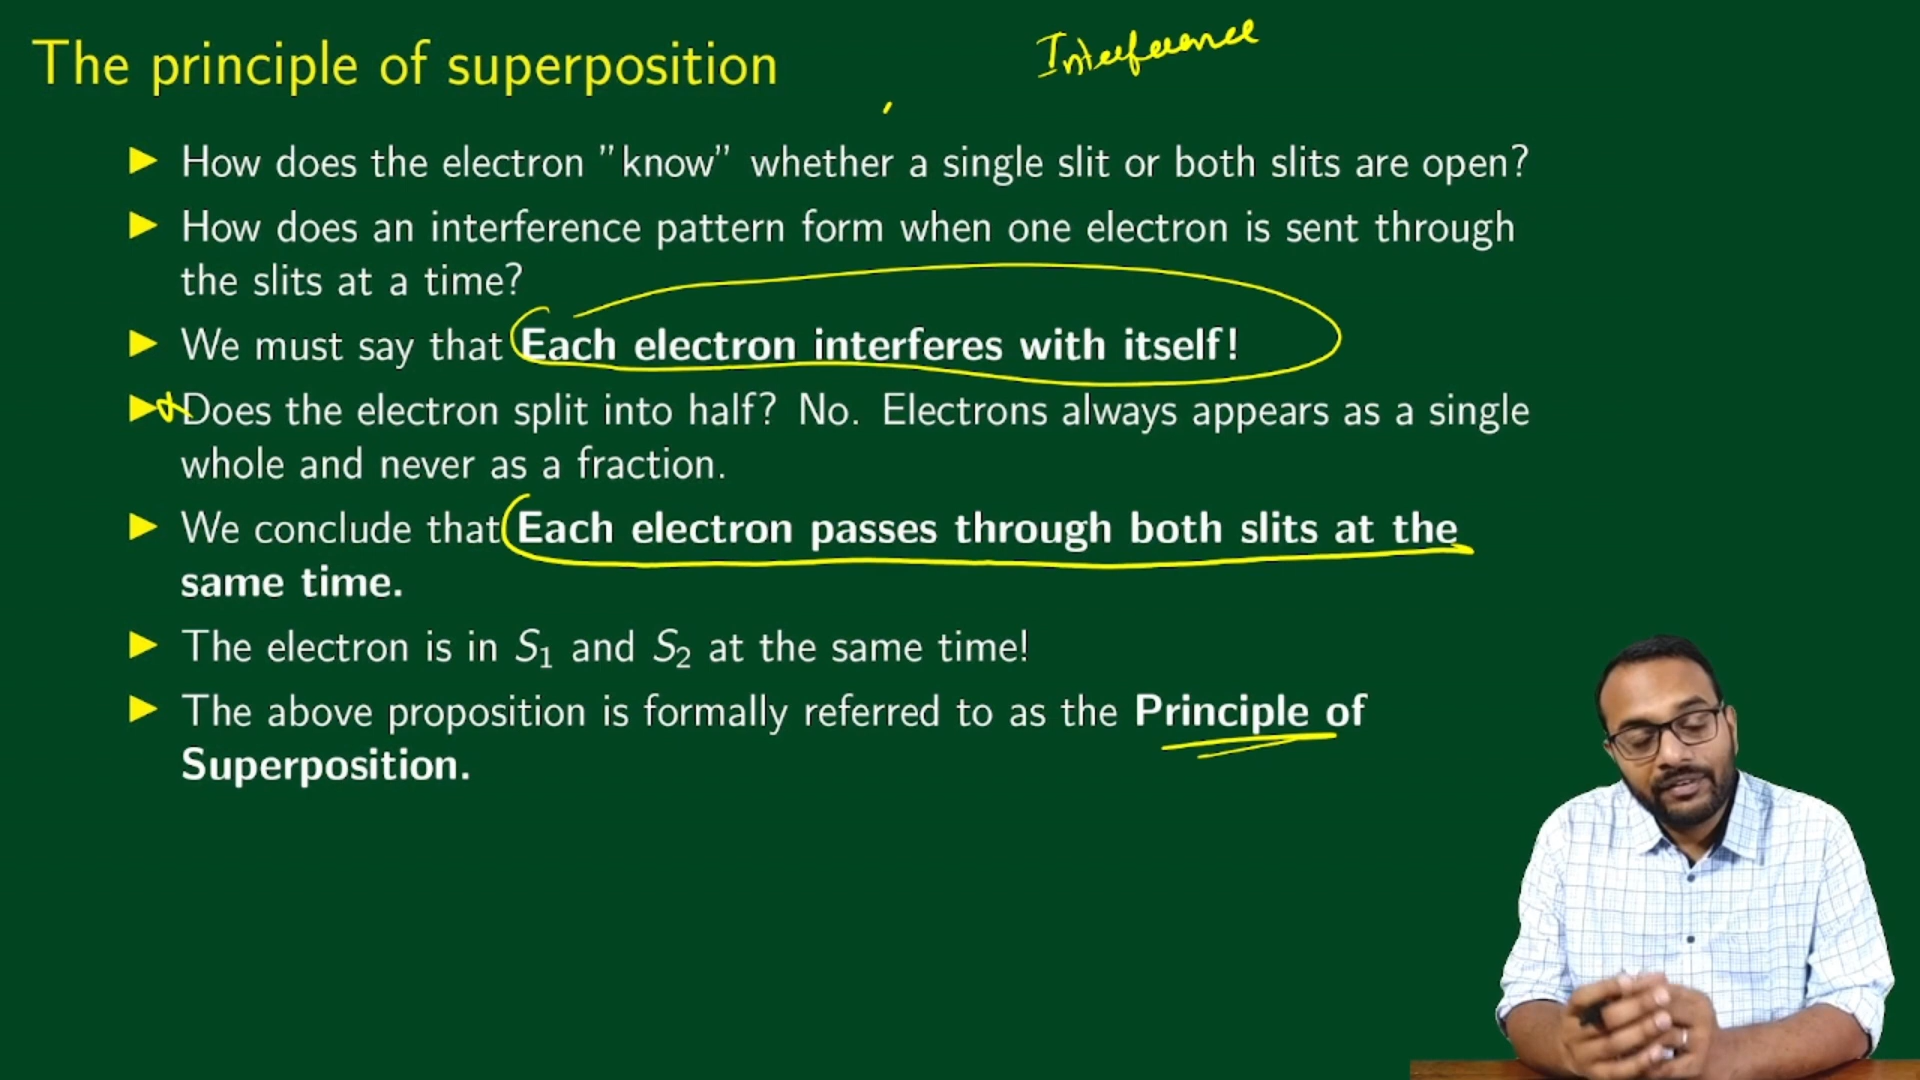 The principle of superposition
Interference
▶ How does the electron ”know” whether a single slit or both slits are open?
▶ How does an interference pattern form when one electron is sent through
the slits at a time?
▶ We must say that Each electron interferes with itself!
▶ Does the electron split into half? No. Electrons always appears as a single
whole and never as a fraction.
▶ We conclude that Each electron passes through both slits at the
same time.
▶ The electron is in S₁ and S₂ at the same time!
▶ The above proposition is formally referred to as the Principle of
Superposition.